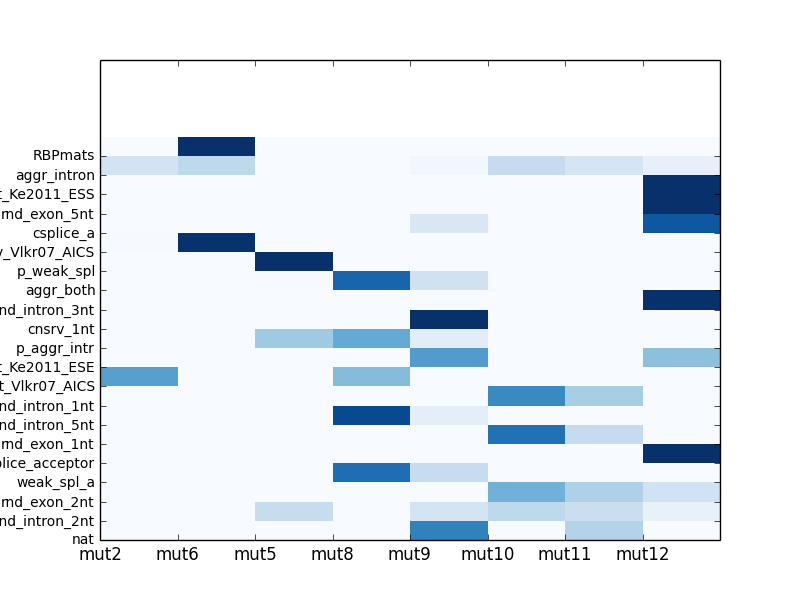 RBPmats
aggr_intron
t_Ke2011_ESS
rnd_exon_5nt
csplice_a
v_Vlkr07_AICS
p_weak_spl
aggr_both
nd_intron_3nt
cnsrv_1nt
p_aggr_intr
t_Ke2011_ESE
t_Vlkr07_AICS
nd_intron_1nt
nd_intron_5nt
rnd_exon_1nt
plice_acceptor
weak_spl_a
rnd_exon_2nt
nd_intron_2nt
nat
mut2 mut6 mut5 mut8 mut9 mut10 mut11 mut12